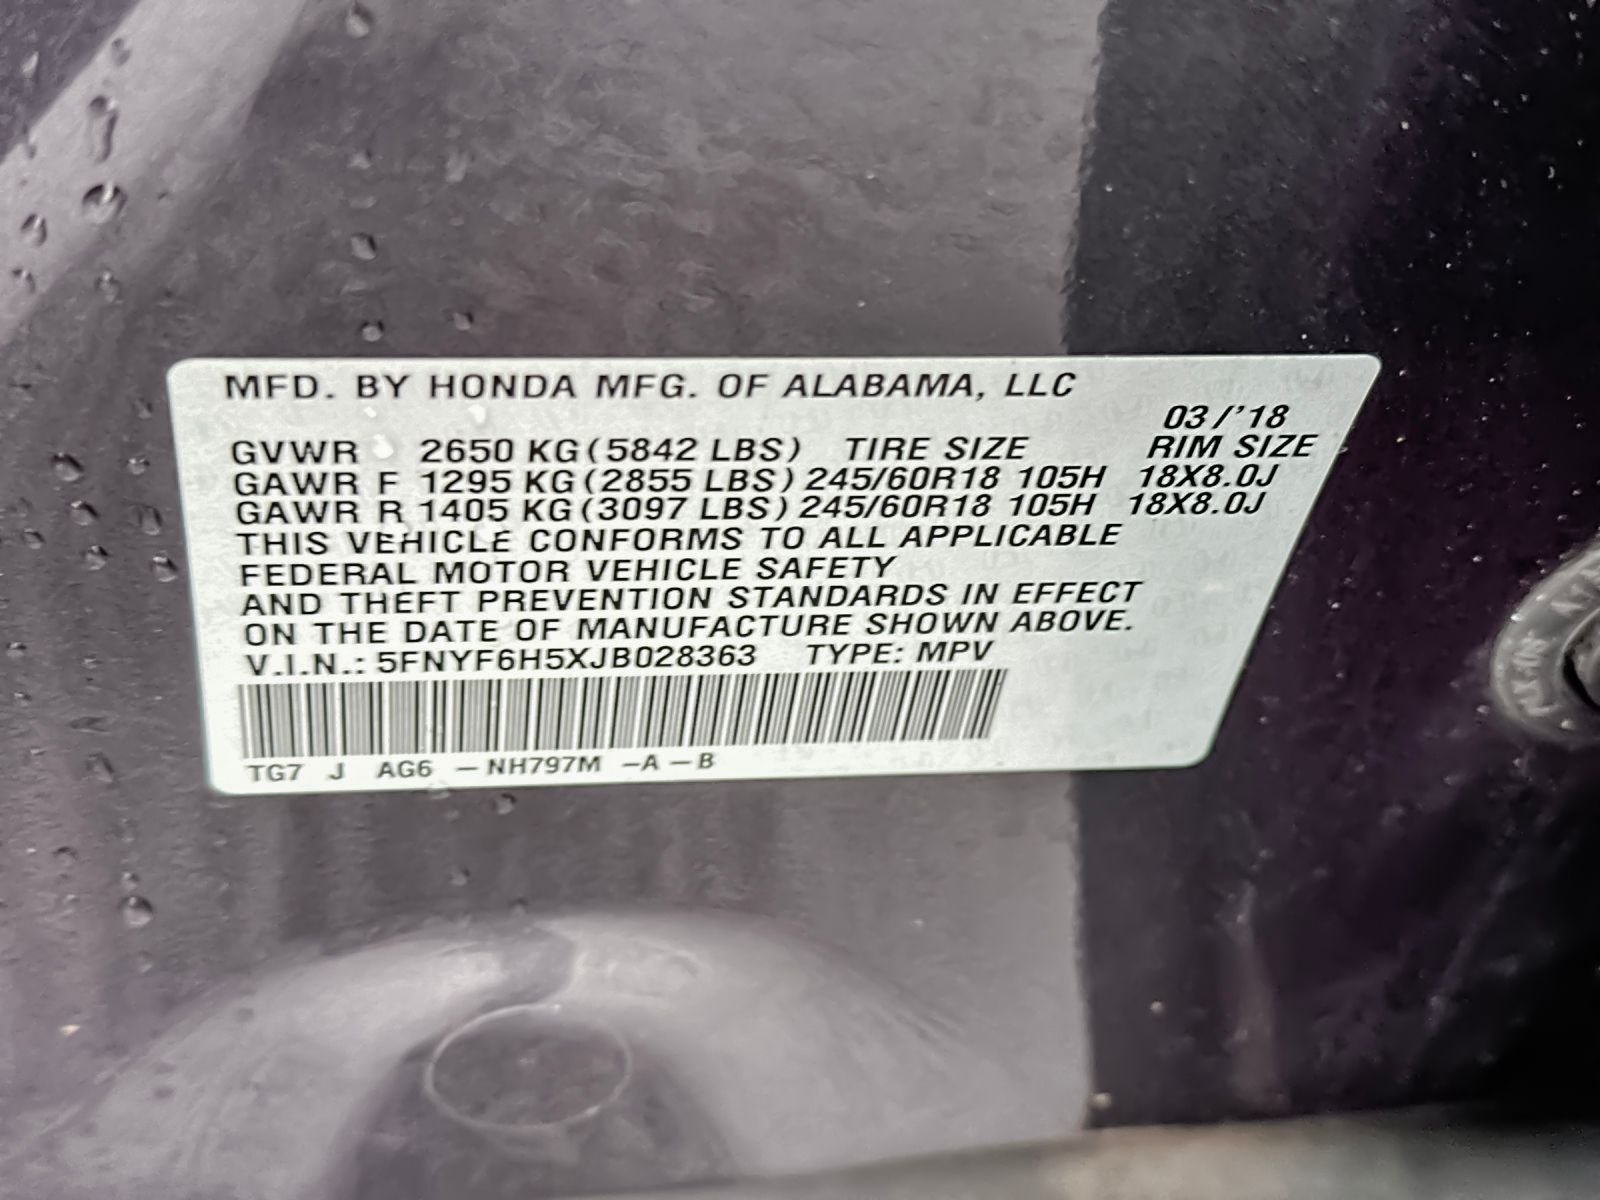 MFD. BY HONDA MFG. OF ALABAMA, LLC
03/'18
GVWR 2650 KG (5842 LBS) TIRE SIZE RIM SIZE
GAWR F 1295 KG (2855 LBS) 245/60R18 105H 18X8.0J
GAWR R 1405 KG (3097 LBS) 245/60R18 105H 18X8.0J
THIS VEHICLE CONFORMS TO ALL APPLICABLE
FEDERAL MOTOR VEHICLE SAFETY
AND THEFT PREVENTION STANDARDS IN EFFECT
ON THE DATE OF MANUFACTURE SHOWN ABOVE.
V.I.N.: 5FNYF6H5XJB028363 TYPE: MPV
TG7 J AG6 – NH797M – A – B